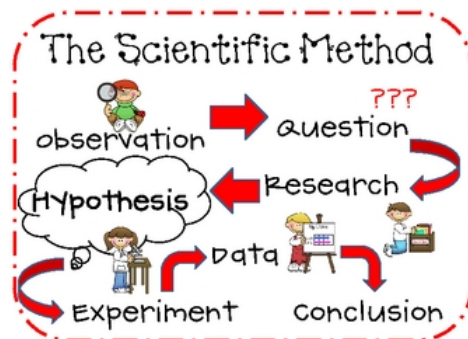 The Scientific Method
???
Observation
Question
Research
Hypothesis
Data
Experiment
Conclusion